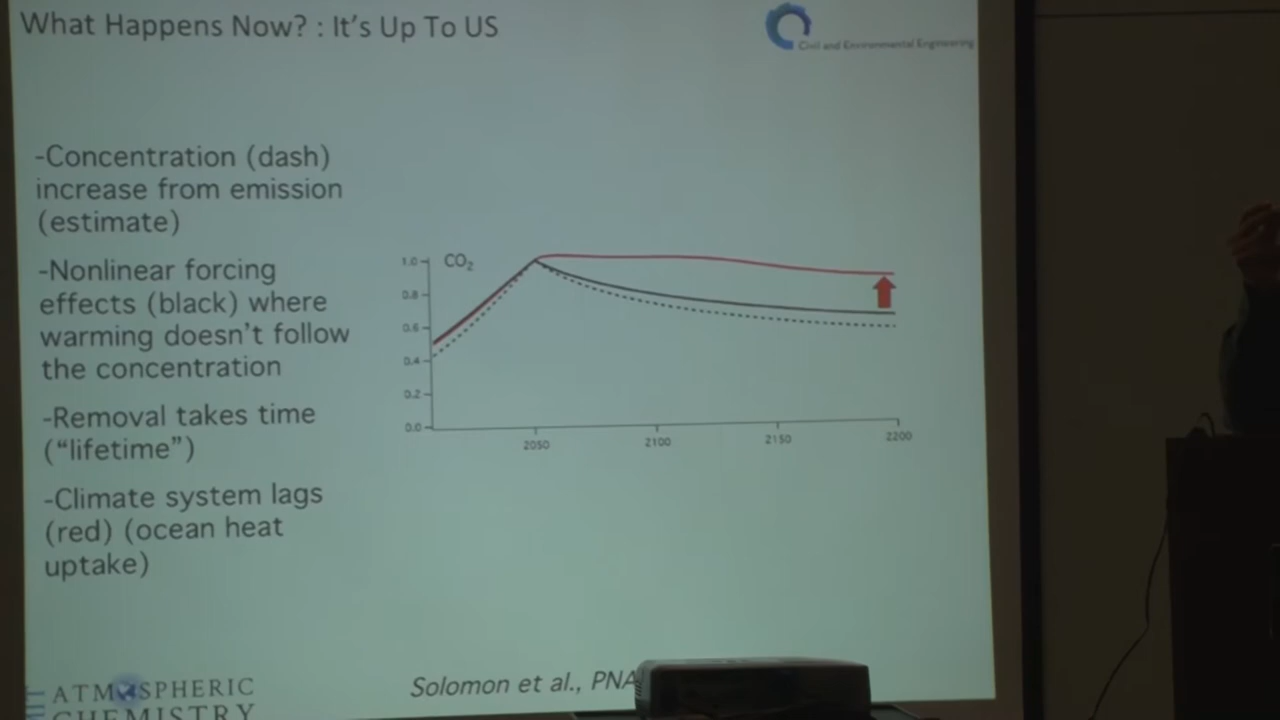 What Happens Now? : It's Up To US
Civil and Environmental Engineering
-Concentration (dash)
increase from emission
(estimate)
-Nonlinear forcing
effects (black) where
warming doesn't follow
the concentration
-Removal takes time
("lifetime")
-Climate system lags
(red) (ocean heat
uptake)
CO₂
1.0
0.8
0.6
0.4
0.2
0.0
2050
2100
2150
2200
Solomon et al., PNA
ATMOSPHERIC
CHEMISTRY